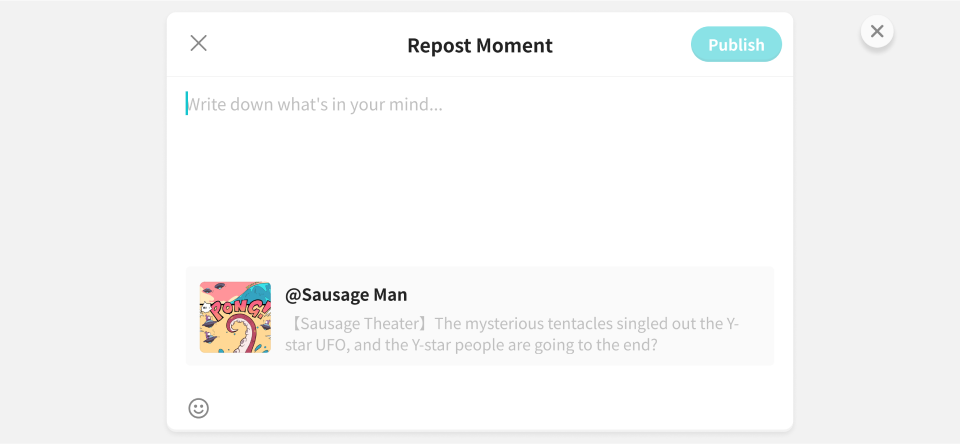 Repost Moment
Publish
Write down what's in your mind...
PONG!
@Sausage Man
【Sausage Theater】The mysterious tentacles singled out the Y-
star UFO, and the Y-star people are going to the end?